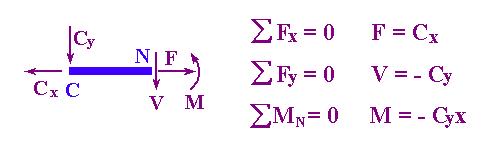 Cy
N F
Cx C V M
∑ Fx = 0 F = Cx
∑ Fy = 0 V = - Cy
∑MN = 0 M = - Cyx